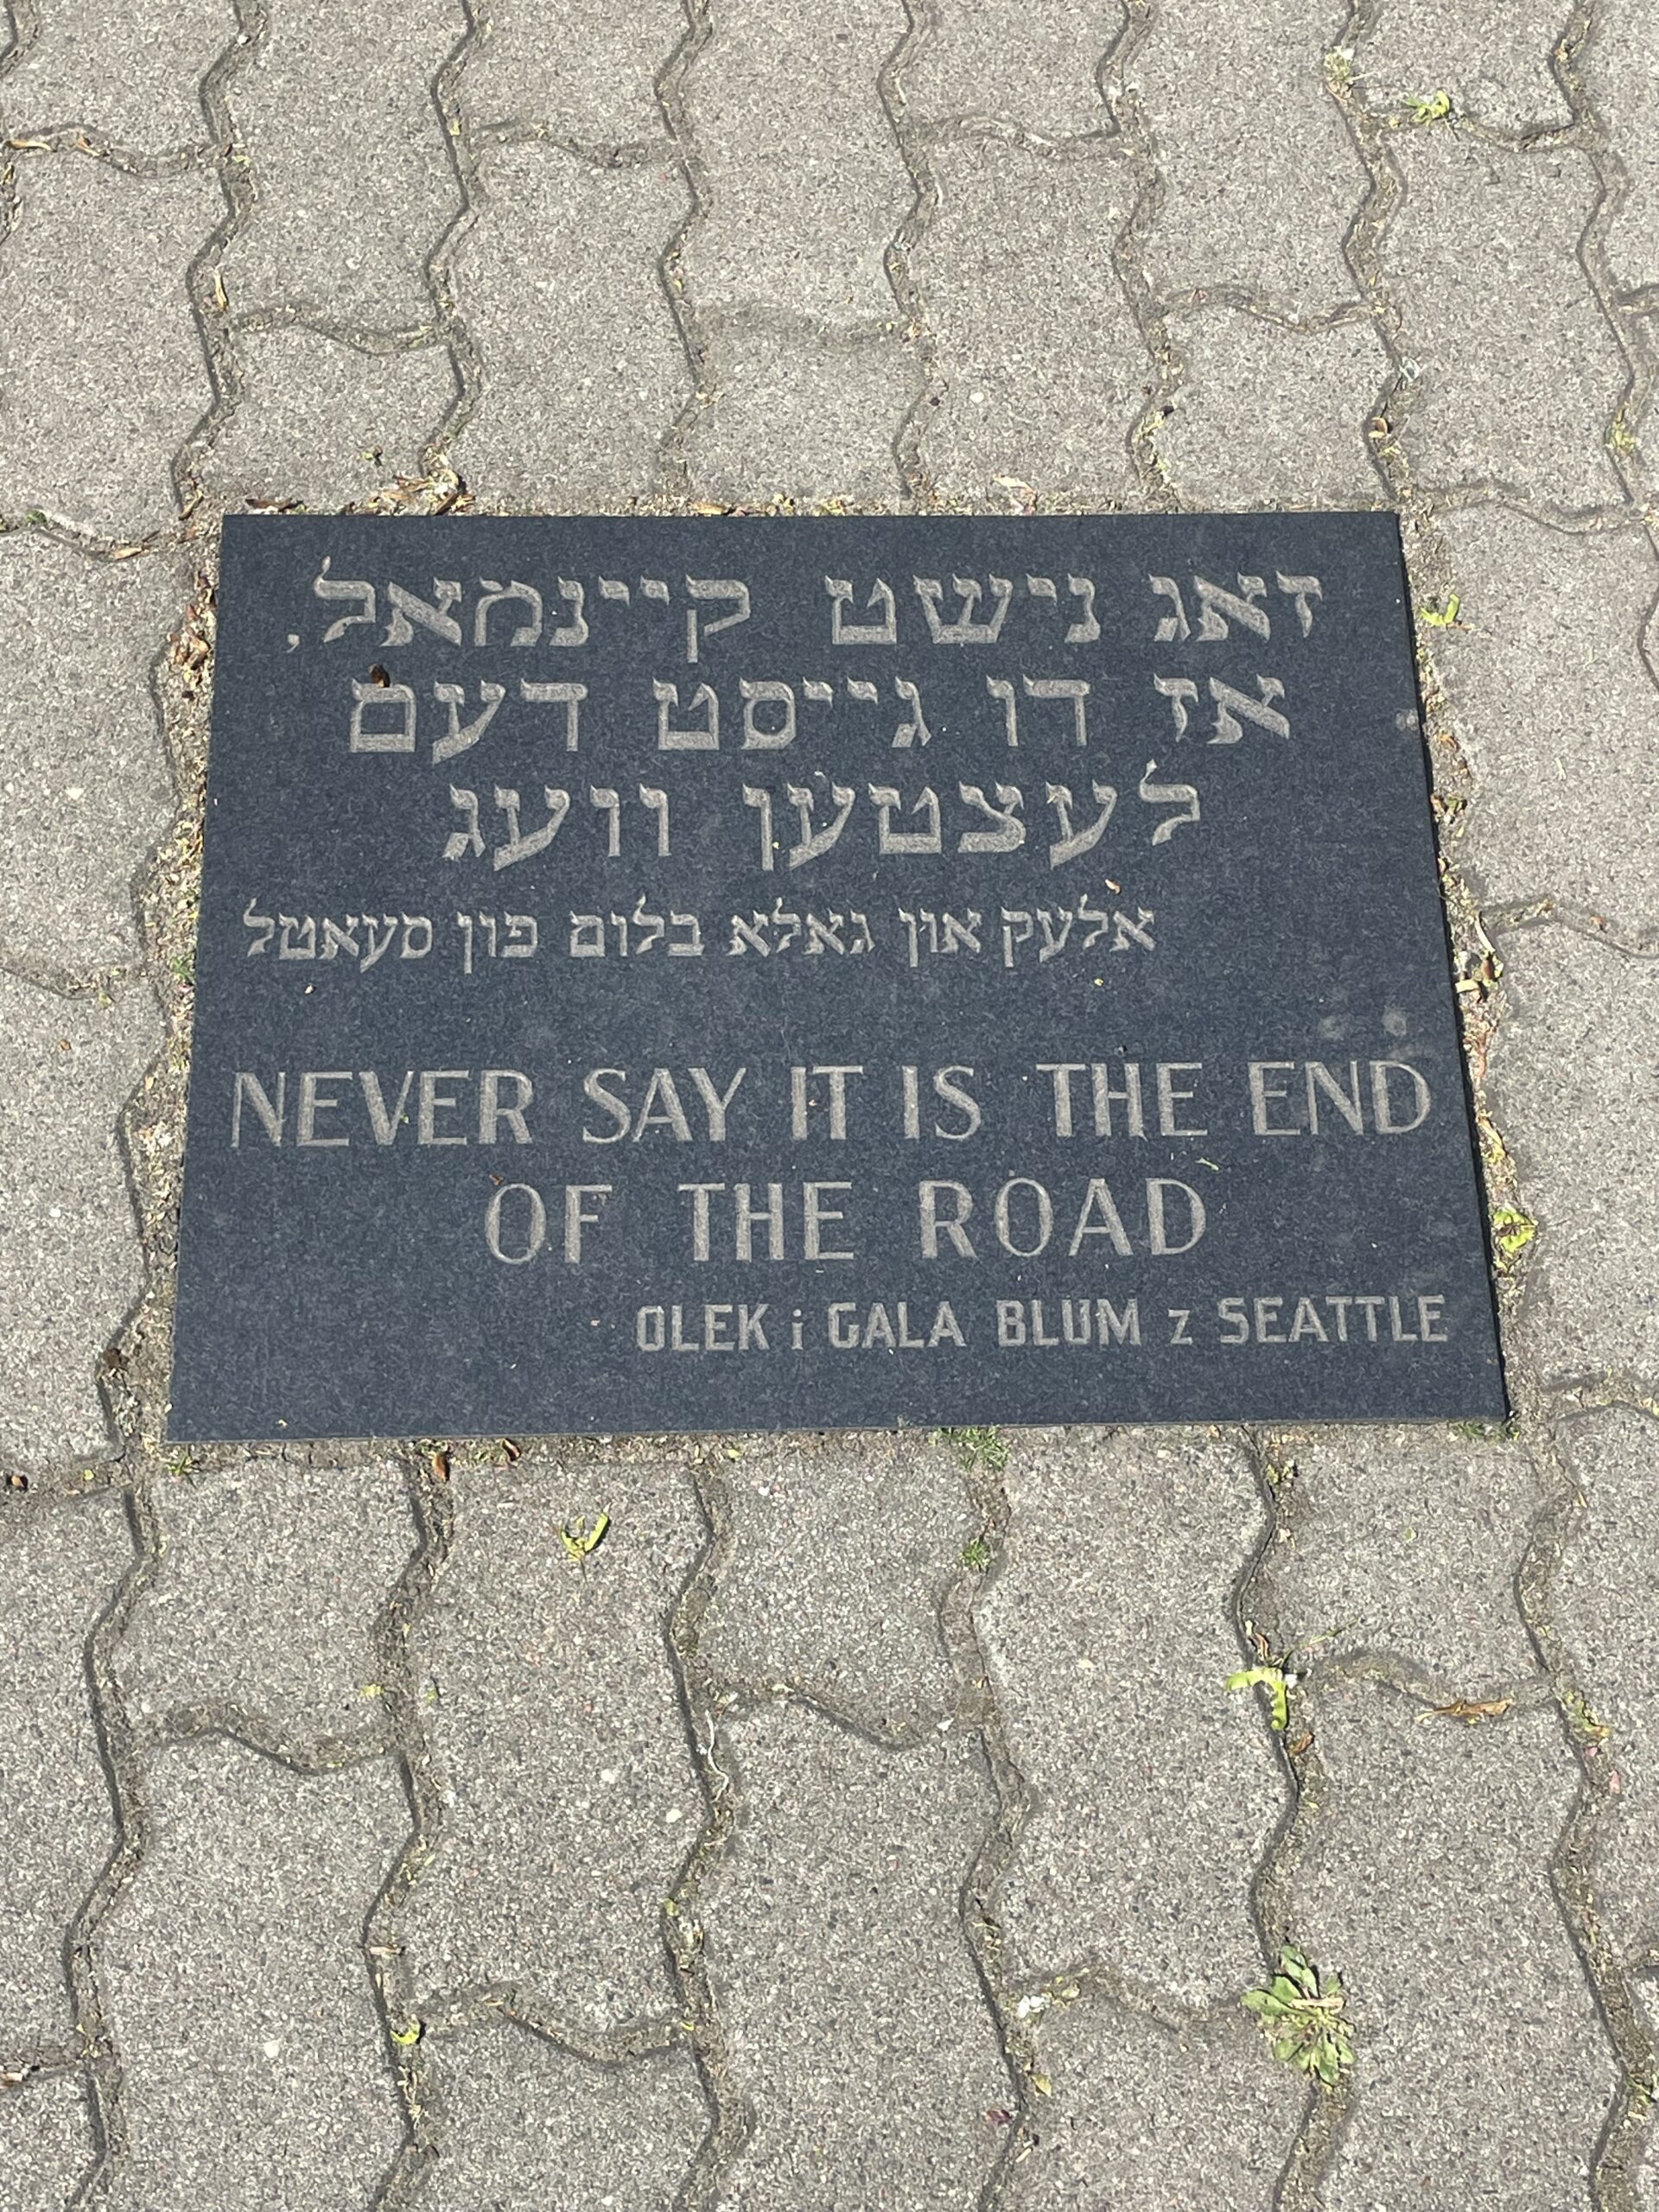 זאג נישט קיינמאל,
אז דו גייסט דעם
לעצטען וועג
אלעק און גאלא בלום פון סעאטל
NEVER SAY IT IS THE END
OF THE ROAD
OLEK i GALA BLUM z SEATTLE